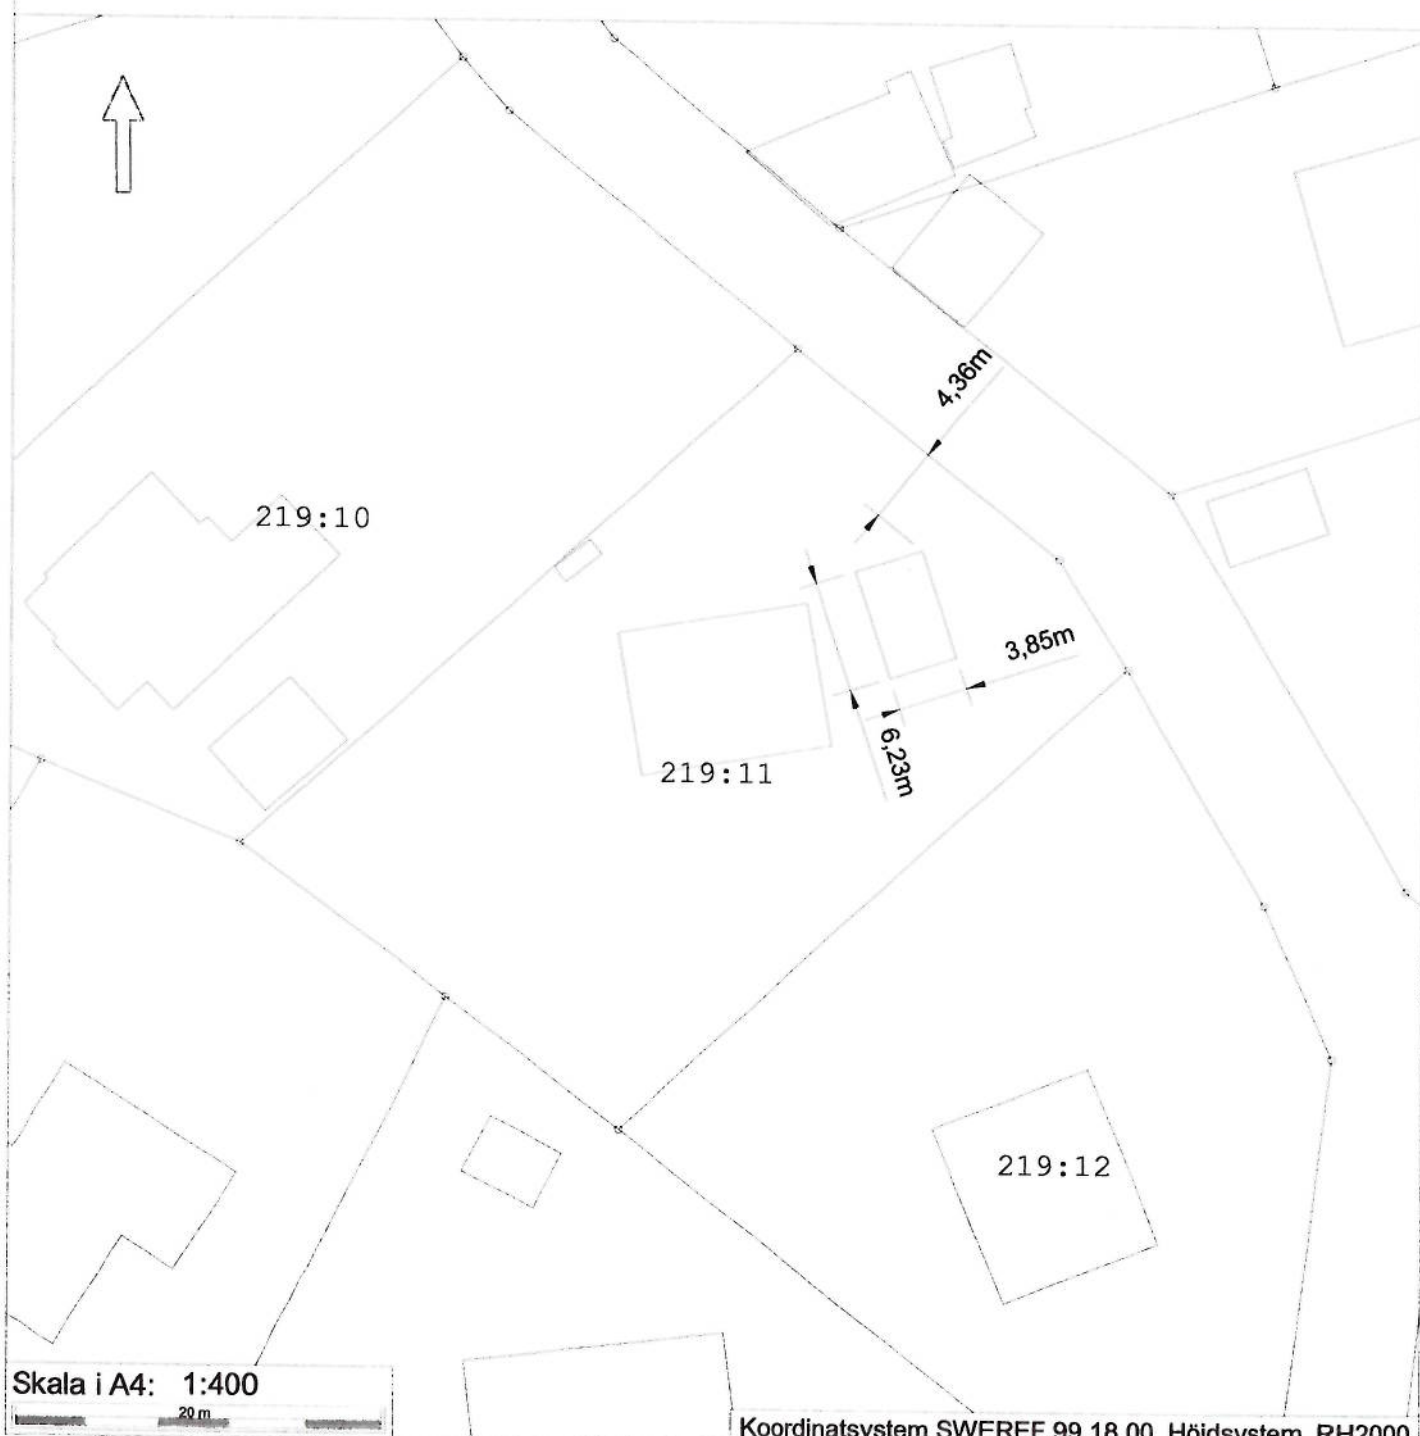 4,36m
219:10
3,85m
6,23m
219:11
219:12
Skala i A4: 1:400
20 m
Koordinatsystem SWEREF 99 18 00, Höjdsystem RH2000